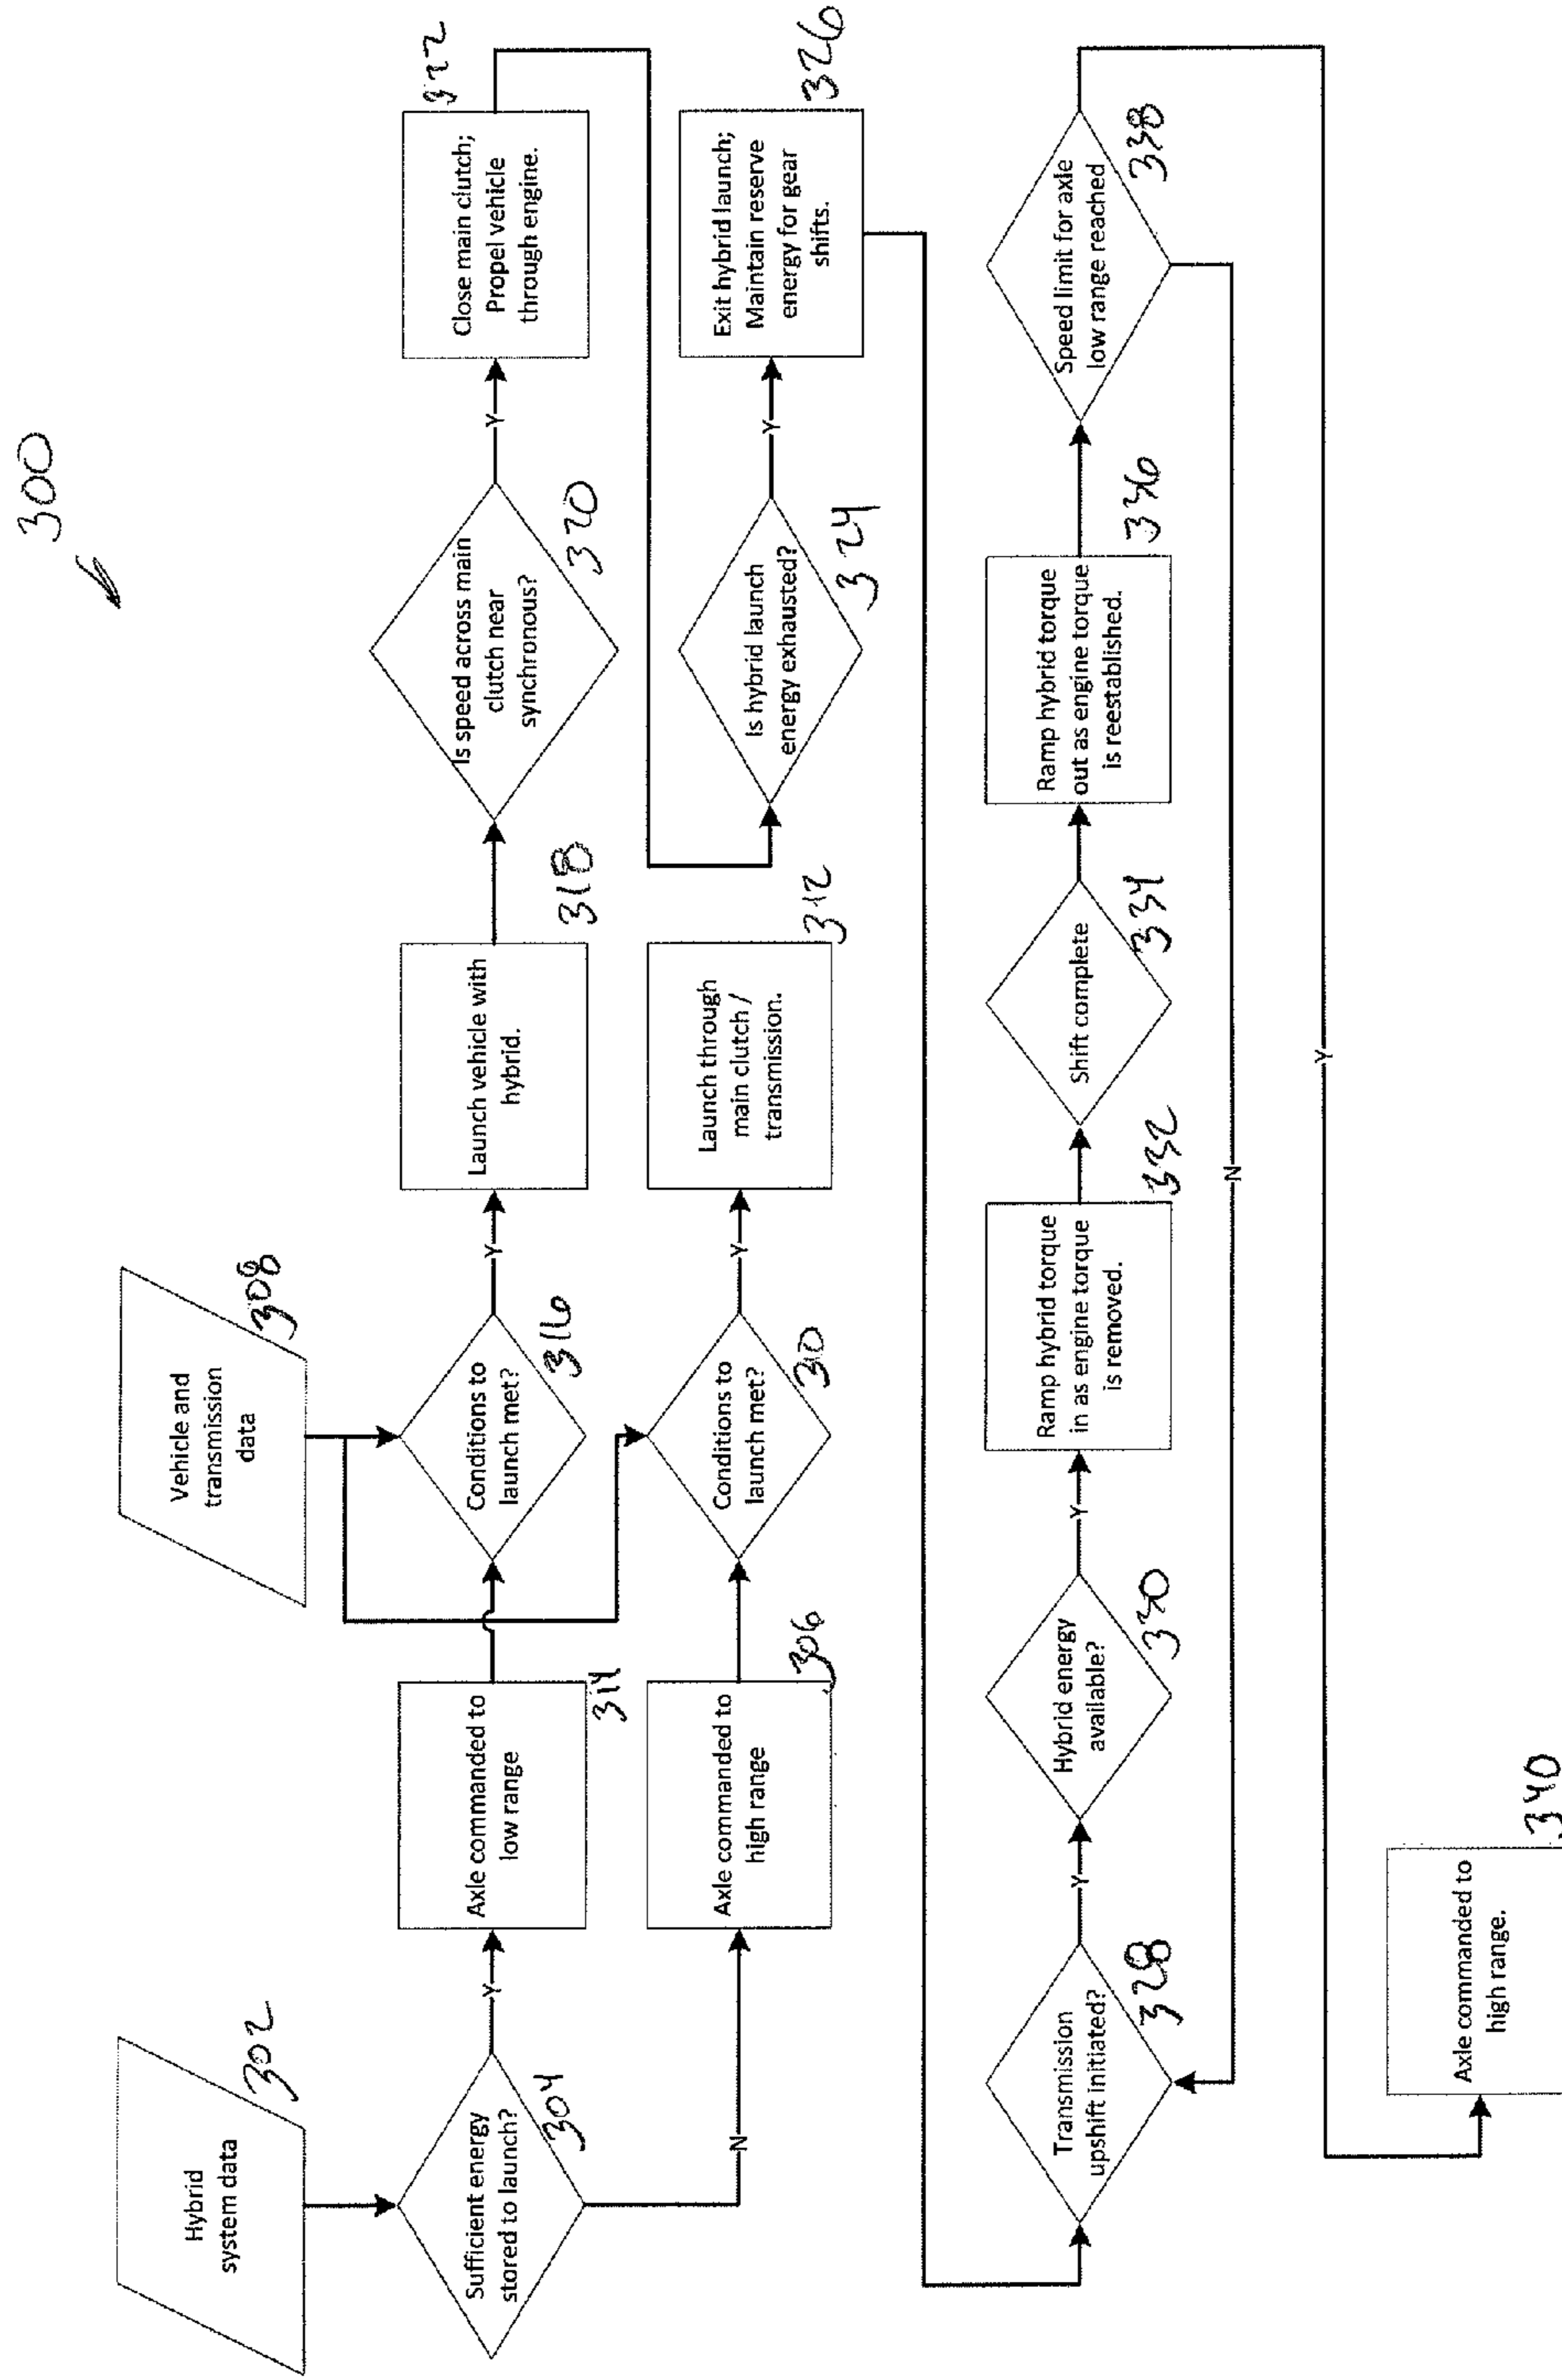 300
Hybrid
system data
302
Vehicle and
transmission
data
308
Sufficient energy
stored to launch?
304
Y
N
Axle commanded to
low range
314
Conditions to
launch met?
316
Y
Launch vehicle with
hybrid.
318
Is speed across main
clutch near
synchronous?
320
Y
Close main clutch;
Propel vehicle
through engine.
322
Axle commanded to
high range
306
Conditions to
launch met?
310
Y
Launch through
main clutch /
transmission.
312
Is hybrid launch
energy exhausted?
324
Y
Exit hybrid launch;
Maintain reserve
energy for gear
shifts.
326
Transmission
upshift initiated?
328
Y
Hybrid energy
available?
330
Y
Ramp hybrid torque
in as engine torque
is removed.
332
Shift complete
334
Ramp hybrid torque
out as engine torque
is reestablished.
336
Speed limit for axle
low range reached
338
N
Y
Axle commanded to
high range.
340